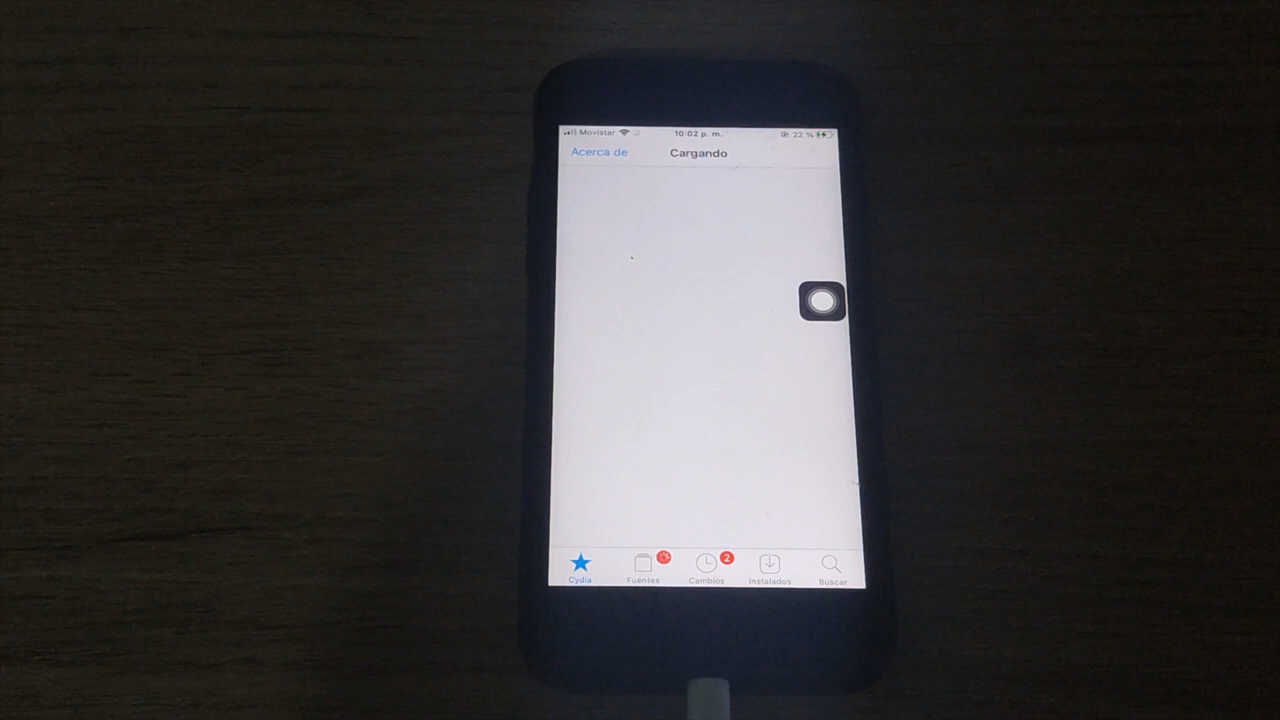 Movistar 10:02 p. m. 22 %
Acerca de Cargando
2
Cydia Fuentes Cambios Instalados Buscar